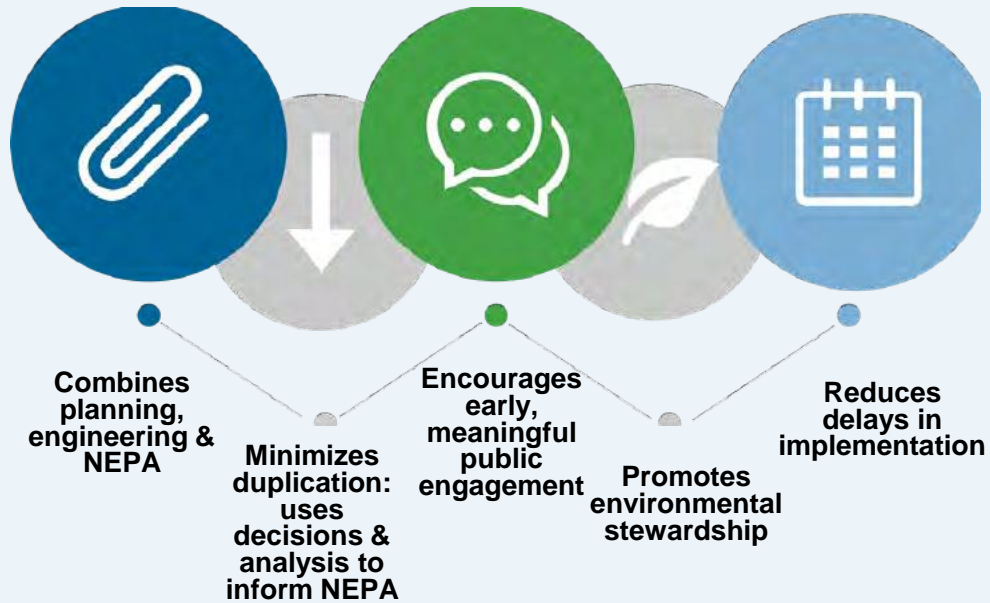 Combines
planning,
engineering &
NEPA
Minimizes
duplication:
uses
decisions &
analysis to
inform NEPA
Encourages
early,
meaningful
public
engagement
Promotes
environmental
stewardship
Reduces
delays in
implementation